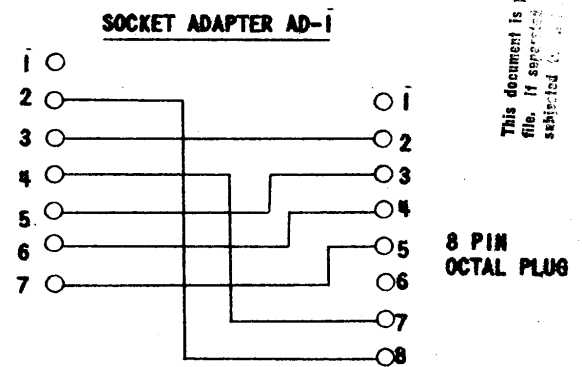 SOCKET ADAPTER AD-1
1
2
3
4
5
6
7
1
2
3
4
5
6
7
8
8 PIN
OCTAL PLUG
This document is
file. If separated
subjected